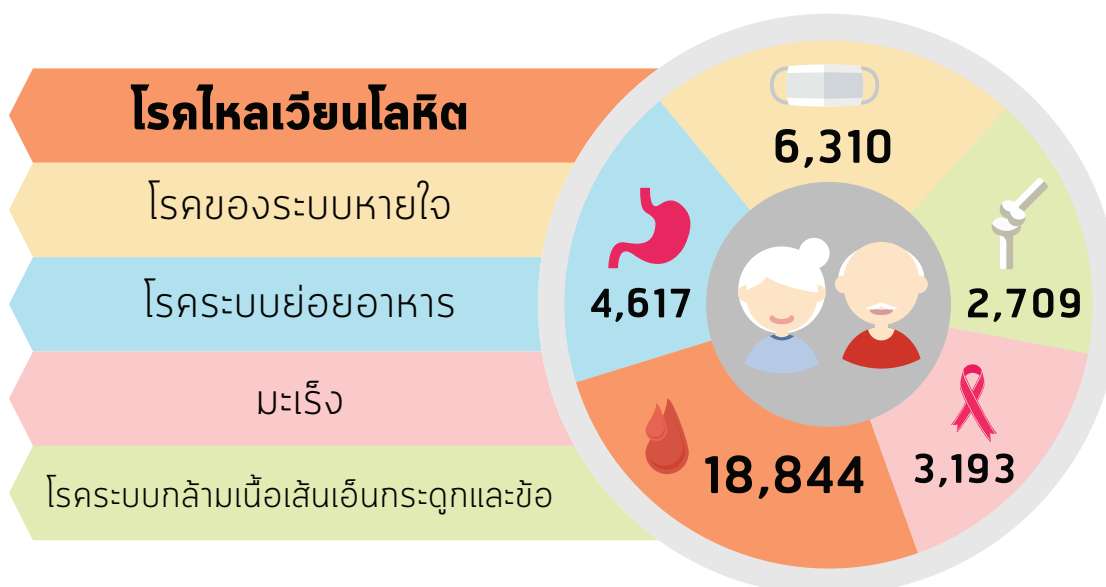 โรคไหลเวียนโลหิต
โรคของระบบหายใจ
โรคระบบย่อยอาหาร
มะเร็ง
โรคระบบกล้ามเนื้อเส้นเอ็นกระดูกและข้อ
6,310
4,617
2,709
18,844
3,193